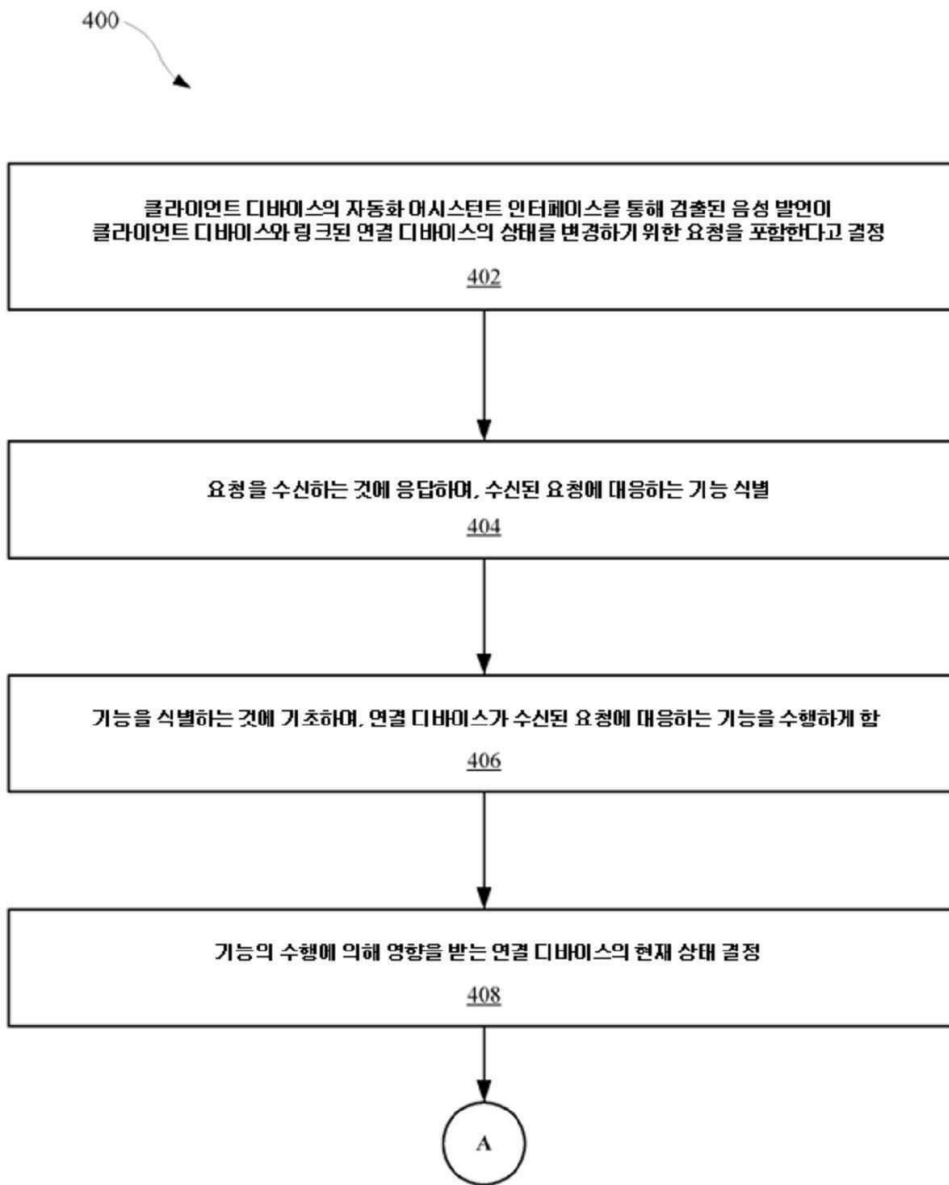 400
클라이언트 디바이스의 자동화 어시스턴트 인터페이스를 통해 검출된 음성 발언이
클라이언트 디바이스와 링크된 연결 디바이스의 상태를 변경하기 위한 요청을 포함한다고 결정
402
요청을 수신하는 것에 응답하여, 수신된 요청에 대응하는 기능 식별
404
기능을 식별하는 것에 기초하여, 연결 디바이스가 수신된 요청에 대응하는 기능을 수행하게 함
406
기능의 수행에 의해 영향을 받는 연결 디바이스의 현재 상태 결정
408
A